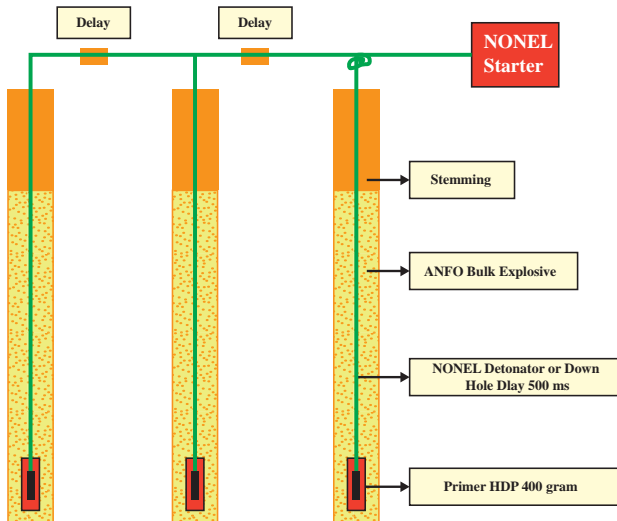 Delay
Delay
NONEL
Starter
Stemming
ANFO Bulk Explosive
NONEL Detonator or Down
Hole Dlay 500 ms
Primer HDP 400 gram